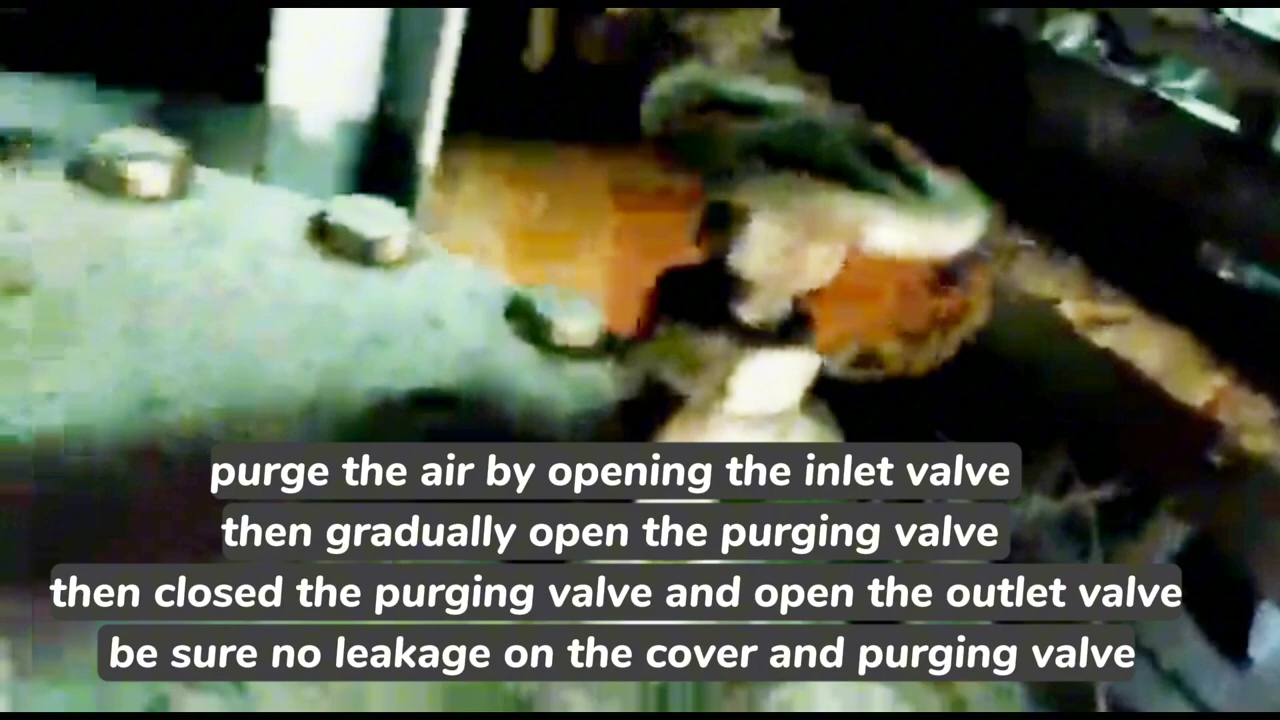 purge the air by opening the inlet valve
then gradually open the purging valve
then closed the purging valve and open the outlet valve
be sure no leakage on the cover and purging valve